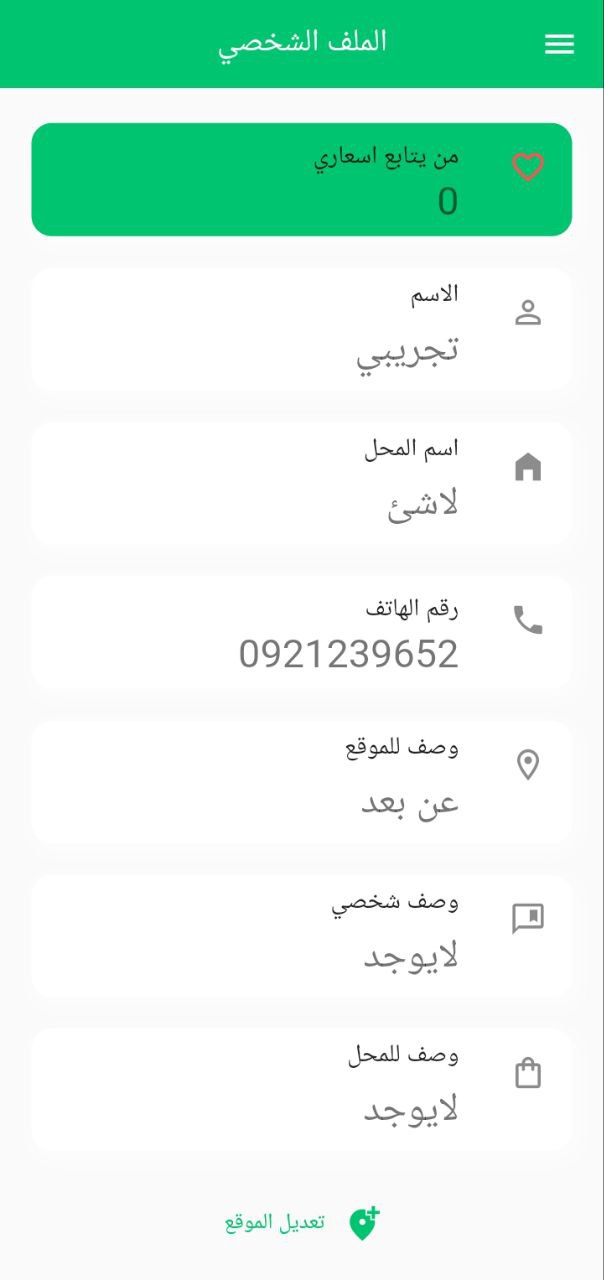 الملف الشخصي
من يتابع اسعاري
0
الاسم
تجريبي
اسم المحل
لاشئ
رقم الهاتف
0921239652
وصف للموقع
عن بعد
وصف شخصي
لايوجد
وصف للمحل
لايوجد
تعديل الموقع